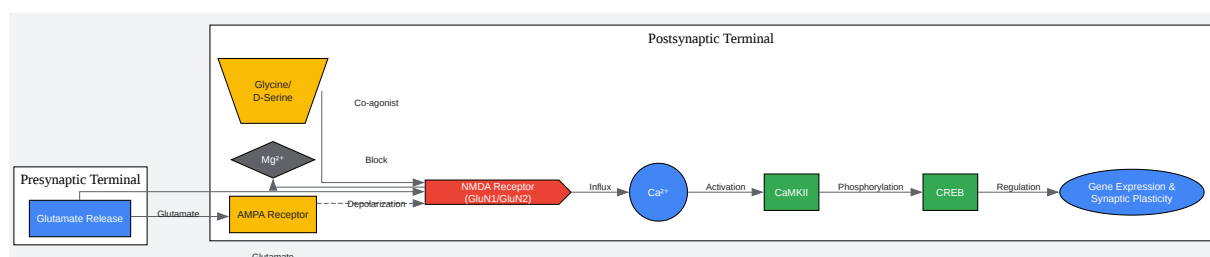 Postsynaptic Terminal
Glycine/
D-Serine
Co-agonist
Mg²⁺
Block
Presynaptic Terminal
Glutamate Release
Glutamate
AMPA Receptor
Depolarization
NMDA Receptor
(GluN1/GluN2)
Influx
Ca²⁺
Activation
CaMKII
Phosphorylation
CREB
Regulation
Gene Expression &
Synaptic Plasticity
Glutamate